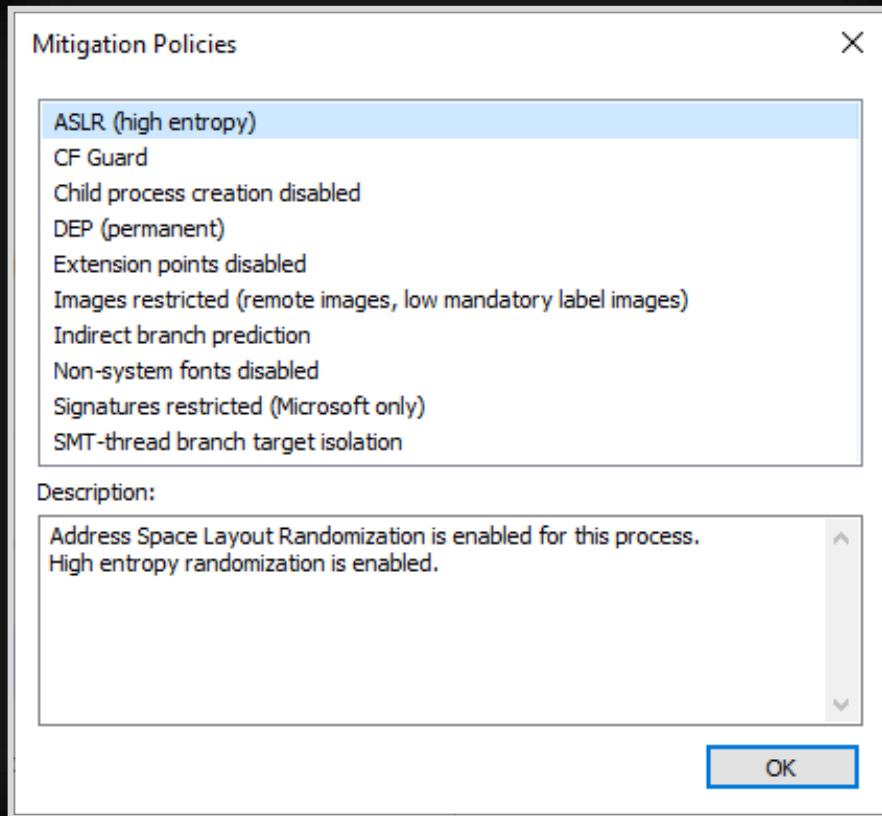 Mitigation Policies
ASLR (high entropy)
CF Guard
Child process creation disabled
DEP (permanent)
Extension points disabled
Images restricted (remote images, low mandatory label images)
Indirect branch prediction
Non-system fonts disabled
Signatures restricted (Microsoft only)
SMT-thread branch target isolation
Description:
Address Space Layout Randomization is enabled for this process.
High entropy randomization is enabled.
OK